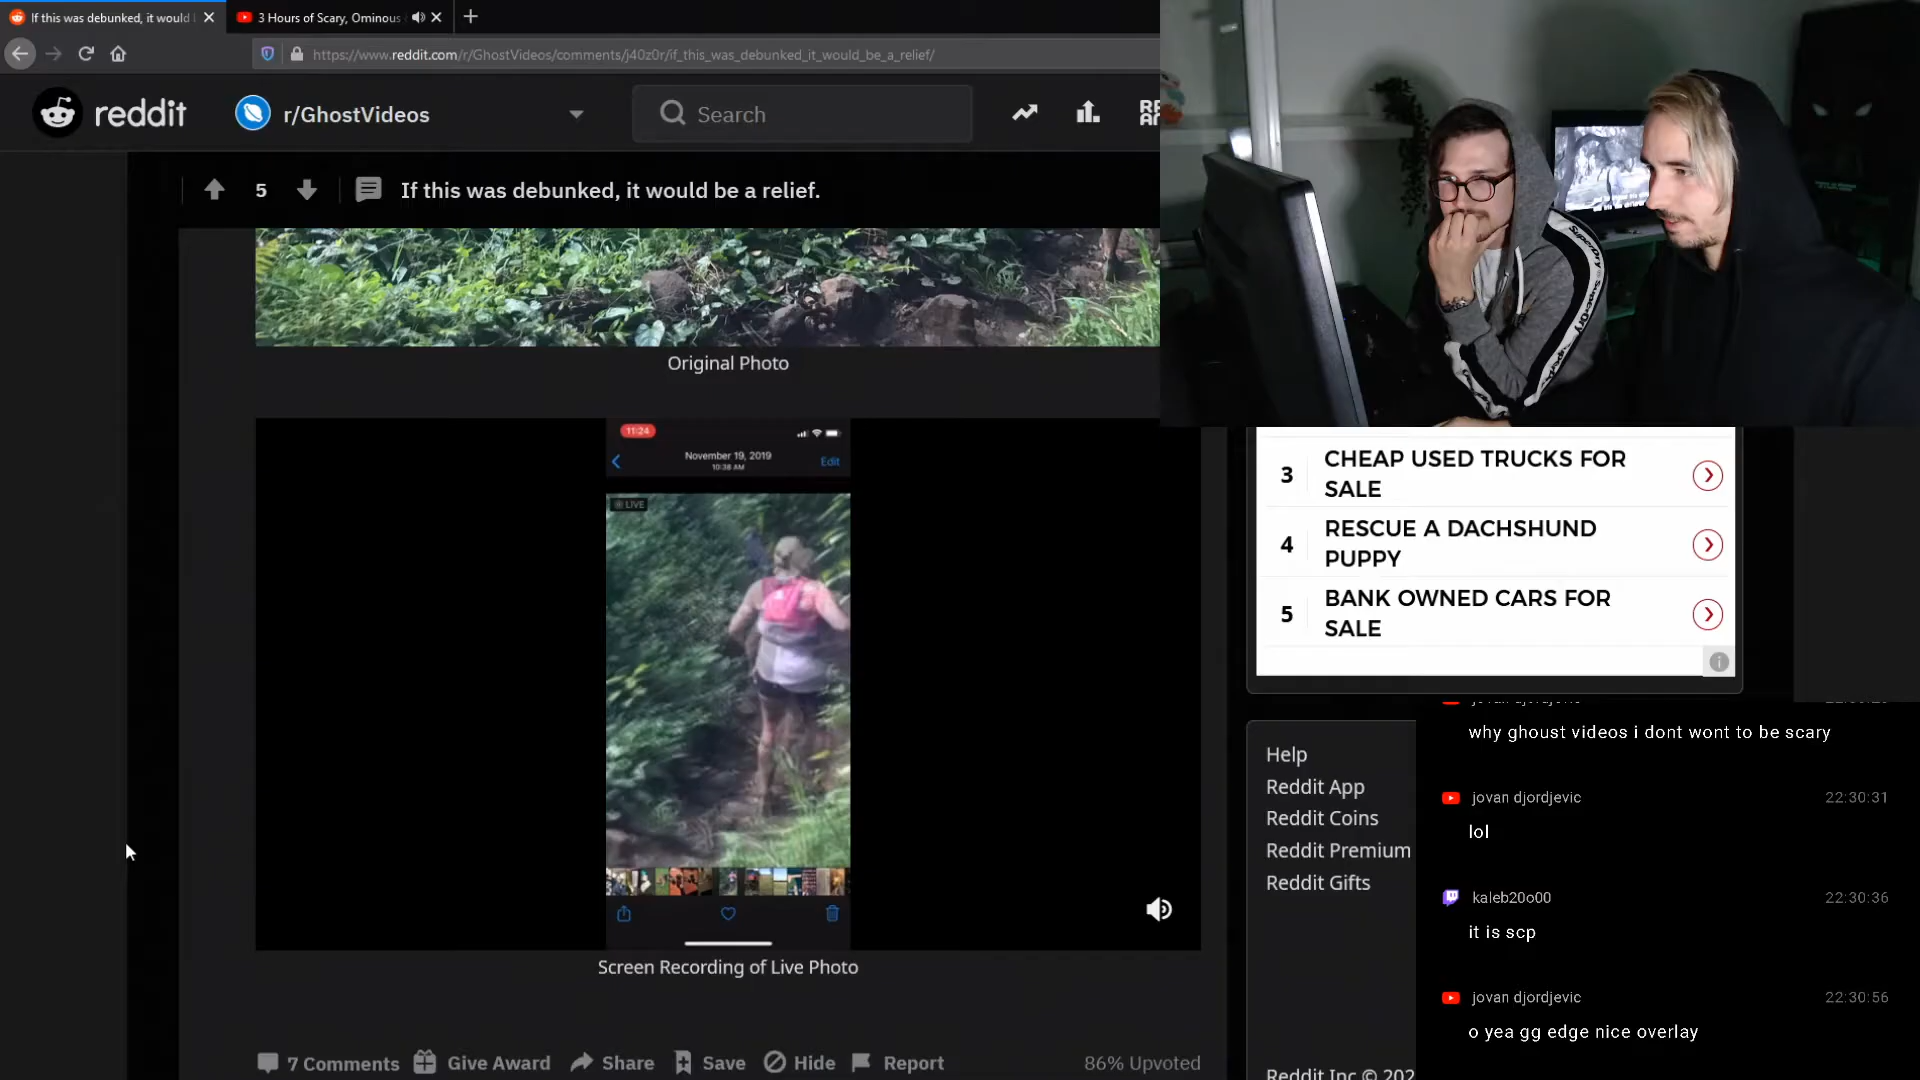 If this was debunked, it would
3 Hours of Scary, Ominous
https://www.reddit.com/r/GhostVideos/comments/j40z0r/if_this_was_debunked_it_would_be_a_relief/
reddit
r/GhostVideos
Search
5
If this was debunked, it would be a relief.
Original Photo
11:24
November 19, 2019
10:38 AM
Edit
LIVE
Screen Recording of Live Photo
7 Comments
Give Award
Share
Save
Hide
Report
86% Upvoted
3
CHEAP USED TRUCKS FOR
SALE
4
RESCUE A DACHSHUND
PUPPY
5
BANK OWNED CARS FOR
SALE
Help
Reddit App
Reddit Coins
Reddit Premium
Reddit Gifts
Reddit Inc © 202
why ghoust videos i dont wont to be scary
jovan djordjevic
22:30:31
lol
kaleb20o00
22:30:36
it is scp
jovan djordjevic
22:30:56
o yea gg edge nice overlay